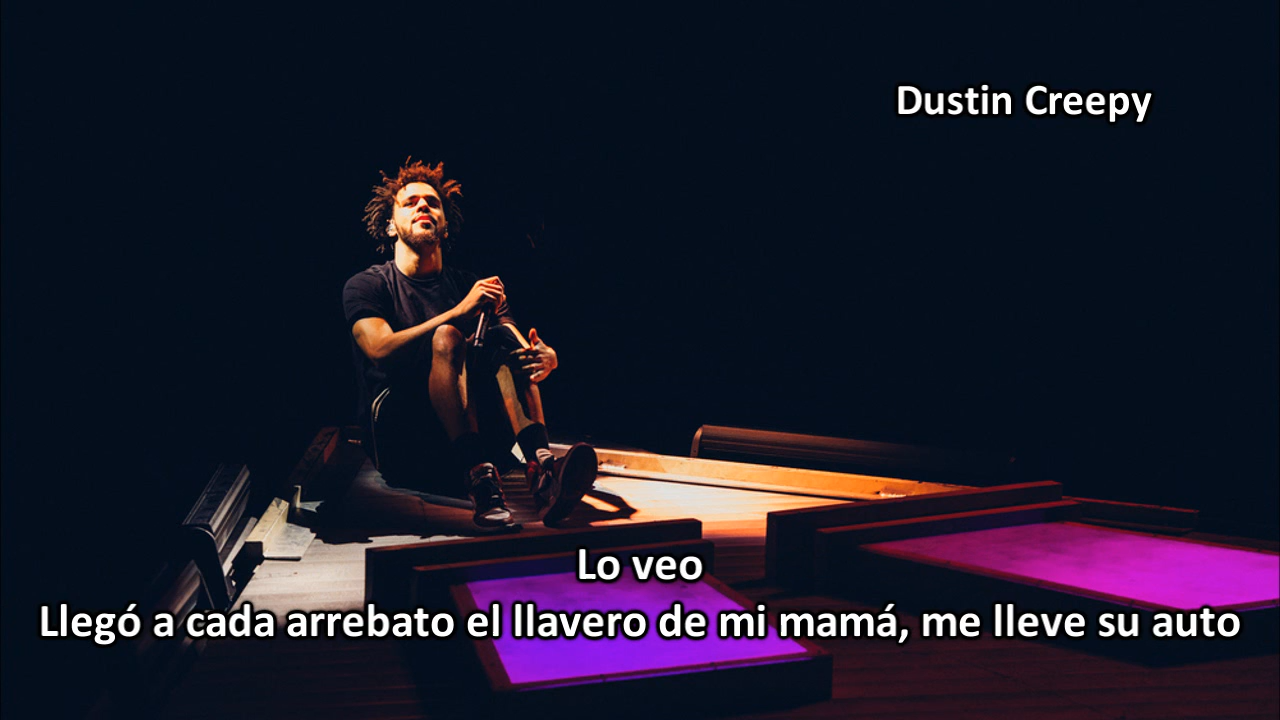 Dustin Creepy
Lo veo
Llegó a cada arrebato el llavero de mi mamá, me lleve su auto